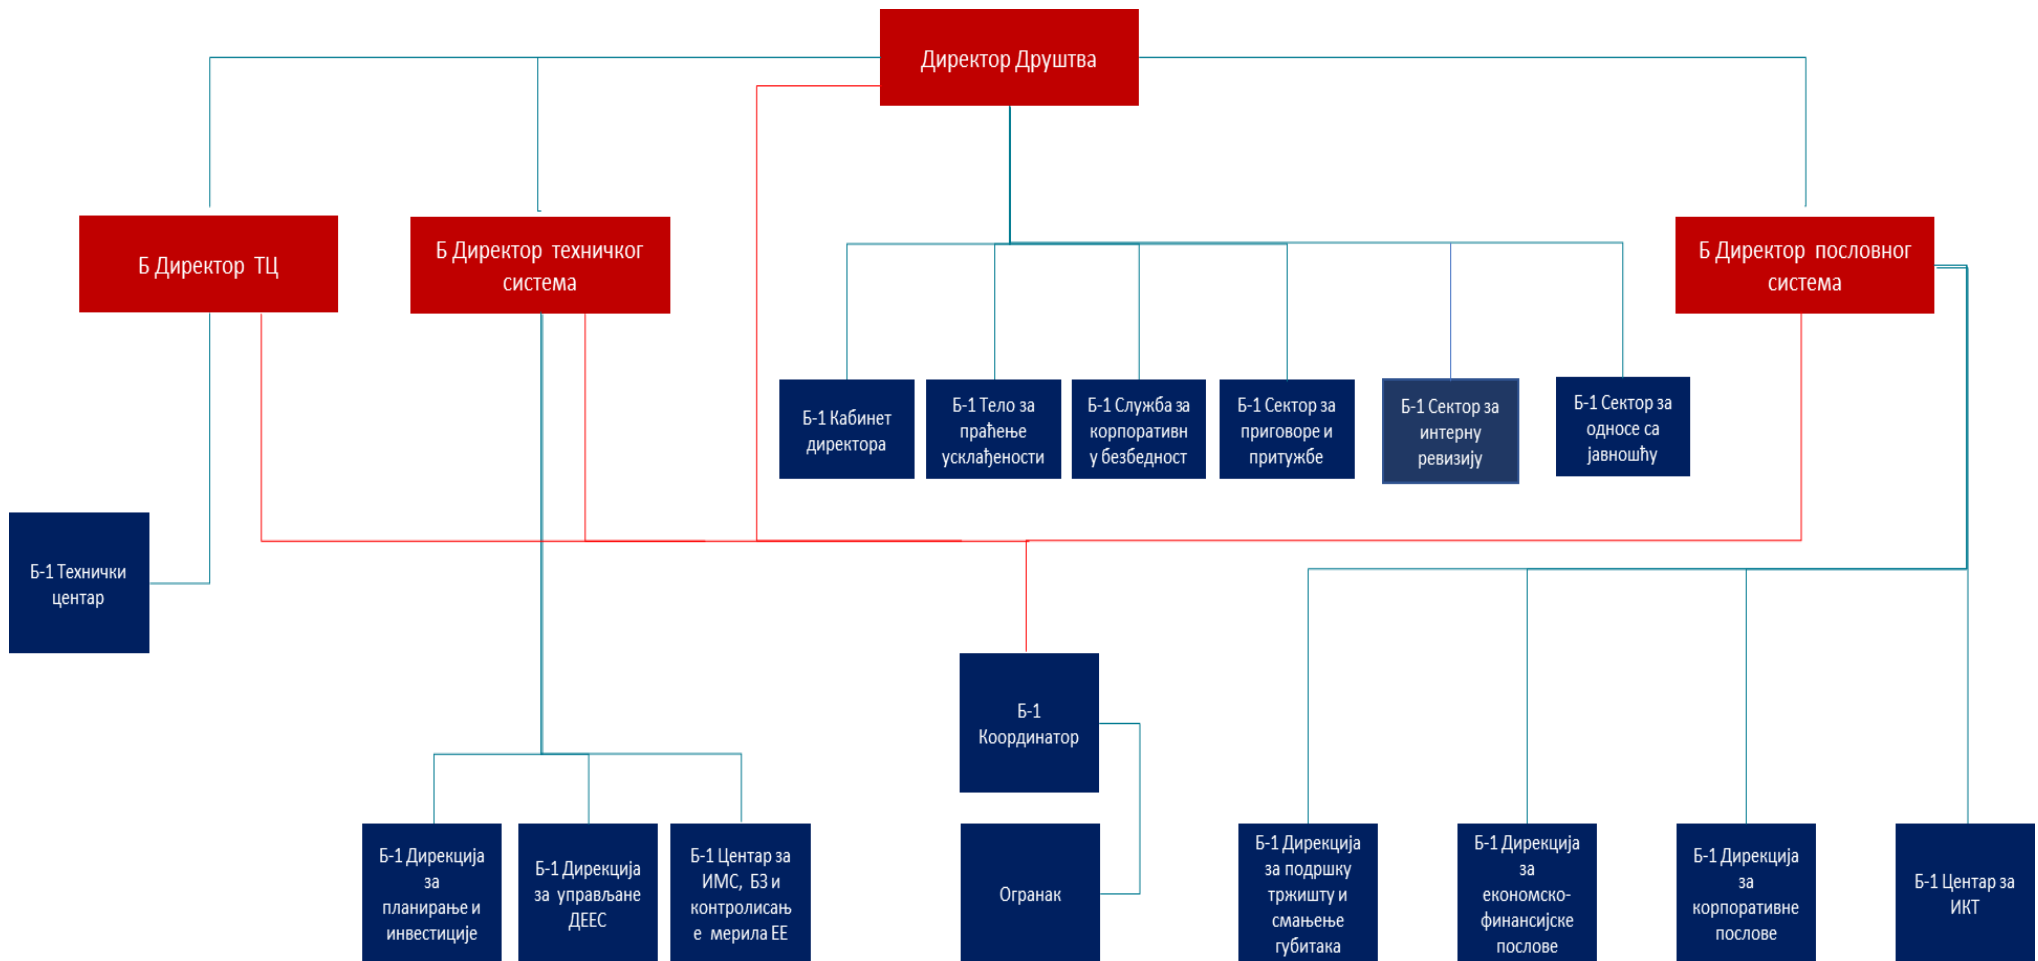 Директор Друштва
Б Директор ТЦ
Б Директор техничког
система
Б Директор пословног
система
Б-1 Кабинет
директора
Б-1 Тело за
праћење
усклађености
Б-1 Служба за
корпоративн
у безбедност
Б-1 Сектор за
приговоре и
притужбе
Б-1 Сектор за
интерну
ревизију
Б-1 Сектор за
односе са
јавношћу
Б-1 Технички
центар
Б-1
Координатор
Б-1 Дирекција
за
планирање и
инвестиције
Б-1 Дирекција
за управљане
ДЕЕС
Б-1 Центар за
ИМС, БЗ и
контролисањ
е мерила ЕЕ
Огранак
Б-1 Дирекција
за подршку
тржишту и
смањење
губитака
Б-1 Дирекција
за
економско-
финансијске
послове
Б-1 Дирекција
за
корпоративне
послове
Б-1 Центар за
ИКТ